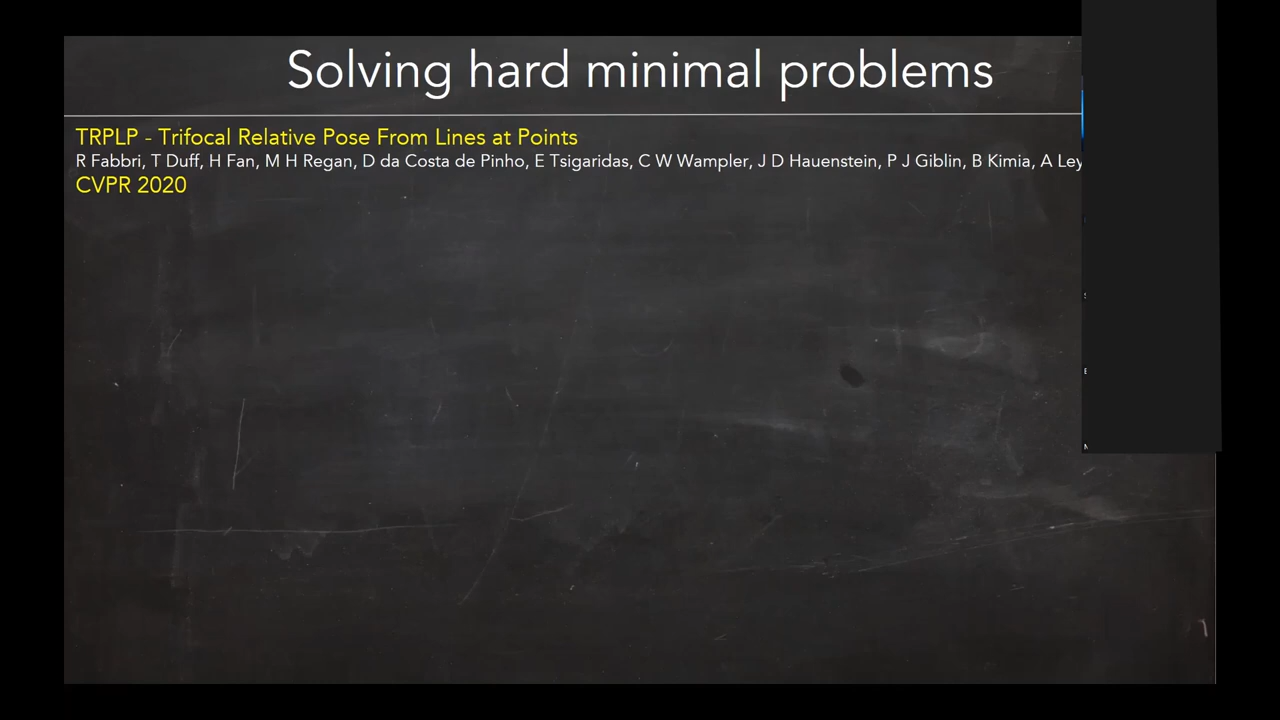 Solving hard minimal problems
TRPLP - Trifocal Relative Pose From Lines at Points
R Fabbri, T Duff, H Fan, M H Regan, D da Costa de Pinho, E Tsigaridas, C W Wampler, J D Hauenstein, P J Giblin, B Kimia, A Ley
CVPR 2020